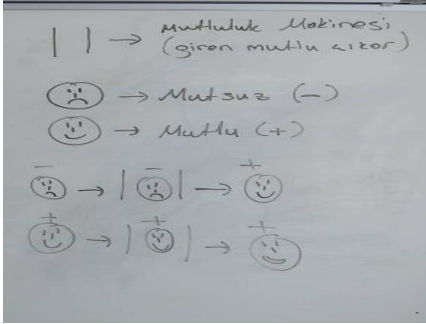 | | → Mutluluk Makinesi
(giren mutlu çıkar)
→ Mutsuz (-)
→ Mutlu (+)
- → | - | → +
+ → | + | → +